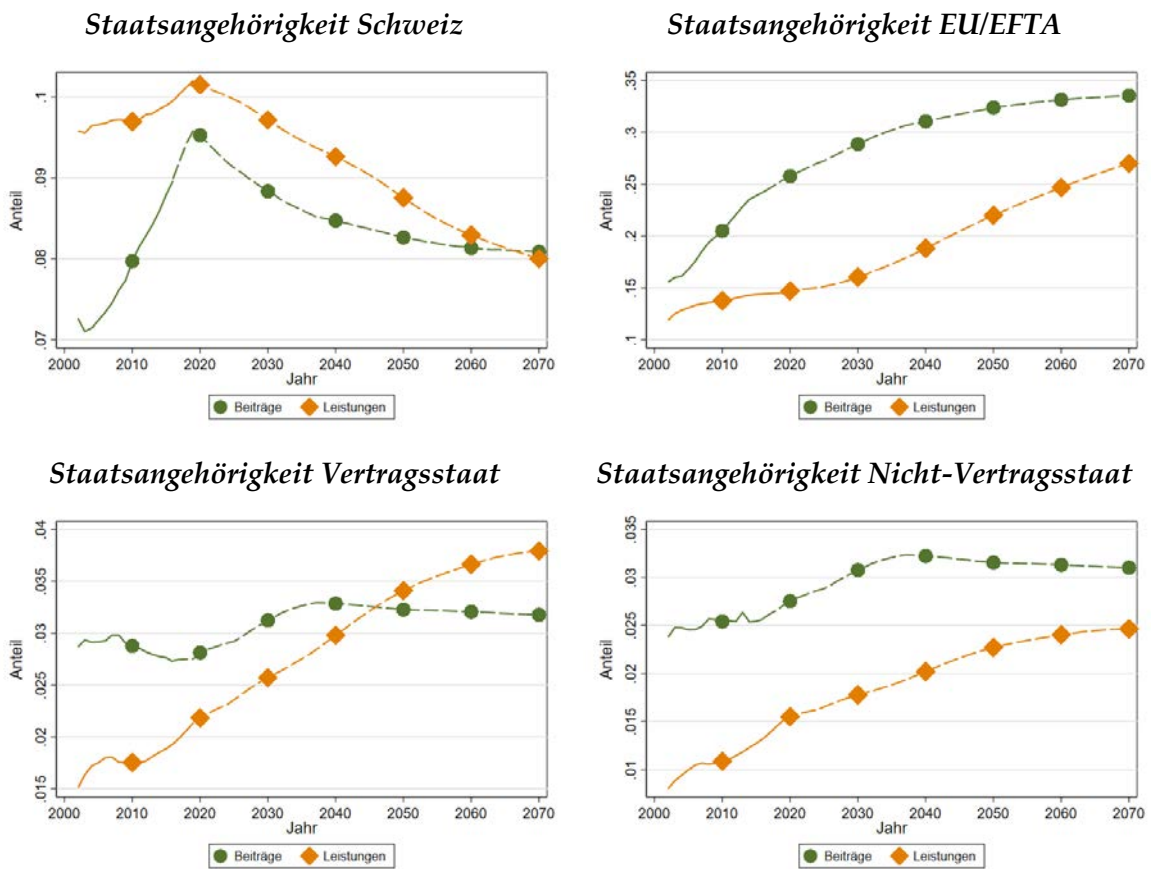 Staatsangehörigkeit Schweiz
Staatsangehörigkeit EU/EFTA
Anteil
.1
.09
.08
.07
2000 2010 2020 2030 2040 2050 2060 2070
Jahr
Beiträge Leistungen
Anteil
.35
.3
.25
.2
.15
.1
2000 2010 2020 2030 2040 2050 2060 2070
Jahr
Beiträge Leistungen
Staatsangehörigkeit Vertragsstaat
Staatsangehörigkeit Nicht-Vertragsstaat
Anteil
.04
.035
.03
.025
.02
.015
2000 2010 2020 2030 2040 2050 2060 2070
Jahr
Beiträge Leistungen
Anteil
.035
.03
.025
.02
.015
.01
2000 2010 2020 2030 2040 2050 2060 2070
Jahr
Beiträge Leistungen